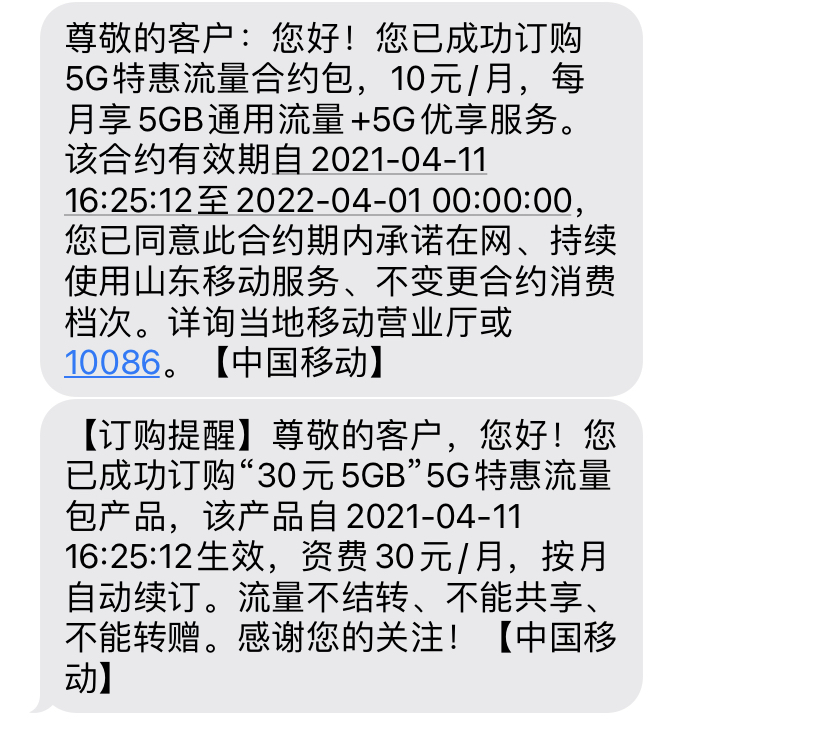 尊敬的客户：您好！您已成功订购
5G特惠流量合约包，10元/月，每
月享5GB通用流量+5G优享服务。
该合约有效期自2021-04-11
16:25:12至2022-04-01 00:00:00，
您已同意此合约期内承诺在网、持续
使用山东移动服务、不变更合约消费
档次。详询当地移动营业厅或
10086。【中国移动】
【订购提醒】尊敬的客户，您好！您
已成功订购“30元5GB”5G特惠流量
包产品，该产品自2021-04-11
16:25:12生效，资费30元/月，按月
自动续订。流量不结转、不能共享、
不能转赠。感谢您的关注！【中国移
动】